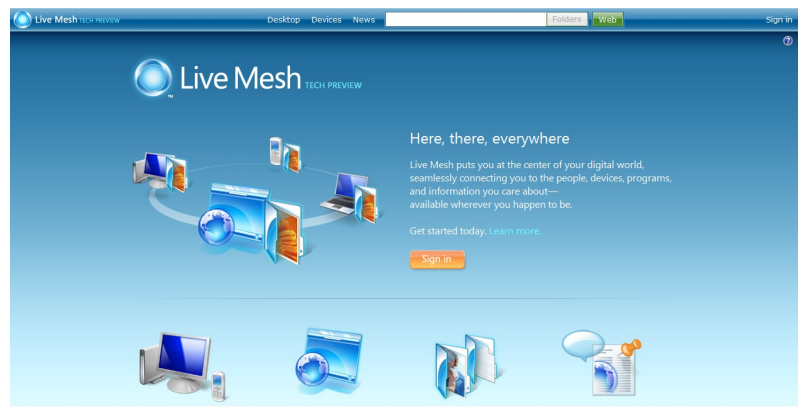 Live Mesh TECH PREVIEW Desktop Devices News Folders Web Sign in
Live Mesh TECH PREVIEW
™
Here, there, everywhere
Live Mesh puts you at the center of your digital world,
seamlessly connecting you to the people, devices, programs,
and information you care about—
available wherever you happen to be.
Get started today. Learn more.
Sign in